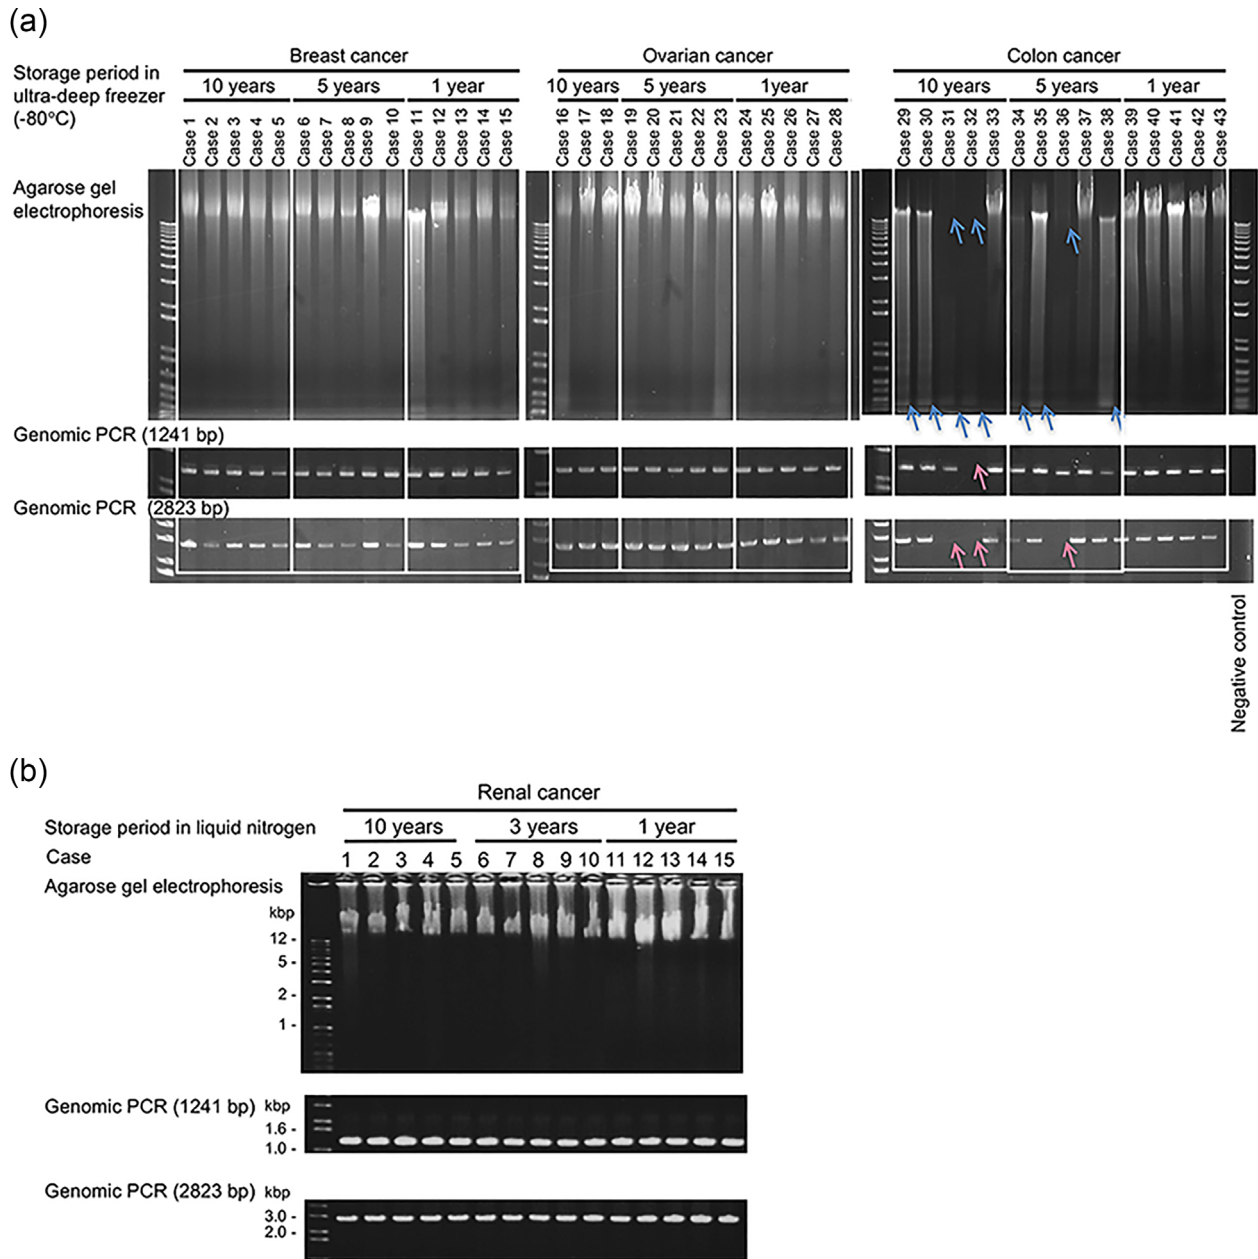 (a)
Breast cancer
Ovarian cancer
Colon cancer
Storage period in
ultra-deep freezer
(-80°C)
10 years
5 years
1 year
10 years
5 years
1year
10 years
5 years
1 year
Case 1
Case 2
Case 3
Case 4
Case 5
Case 6
Case 7
Case 8
Case 9
Case 10
Case 11
Case 12
Case 13
Case 14
Case 15
Case 16
Case 17
Case 18
Case 19
Case 20
Case 21
Case 22
Case 23
Case 24
Case 25
Case 26
Case 27
Case 28
Case 29
Case 30
Case 31
Case 32
Case 33
Case 34
Case 35
Case 36
Case 37
Case 38
Case 39
Case 40
Case 41
Case 42
Case 43
Agarose gel
electrophoresis
Genomic PCR (1241 bp)
Genomic PCR (2823 bp)
Negative control
(b)
Renal cancer
Storage period in liquid nitrogen
10 years
3 years
1 year
Case
1 2 3 4 5 6 7 8 9 10 11 12 13 14 15
Agarose gel electrophoresis
kbp
12 -
5 -
2 -
1 -
Genomic PCR (1241 bp) kbp
1.6 -
1.0 -
Genomic PCR (2823 bp) kbp
3.0 -
2.0 -